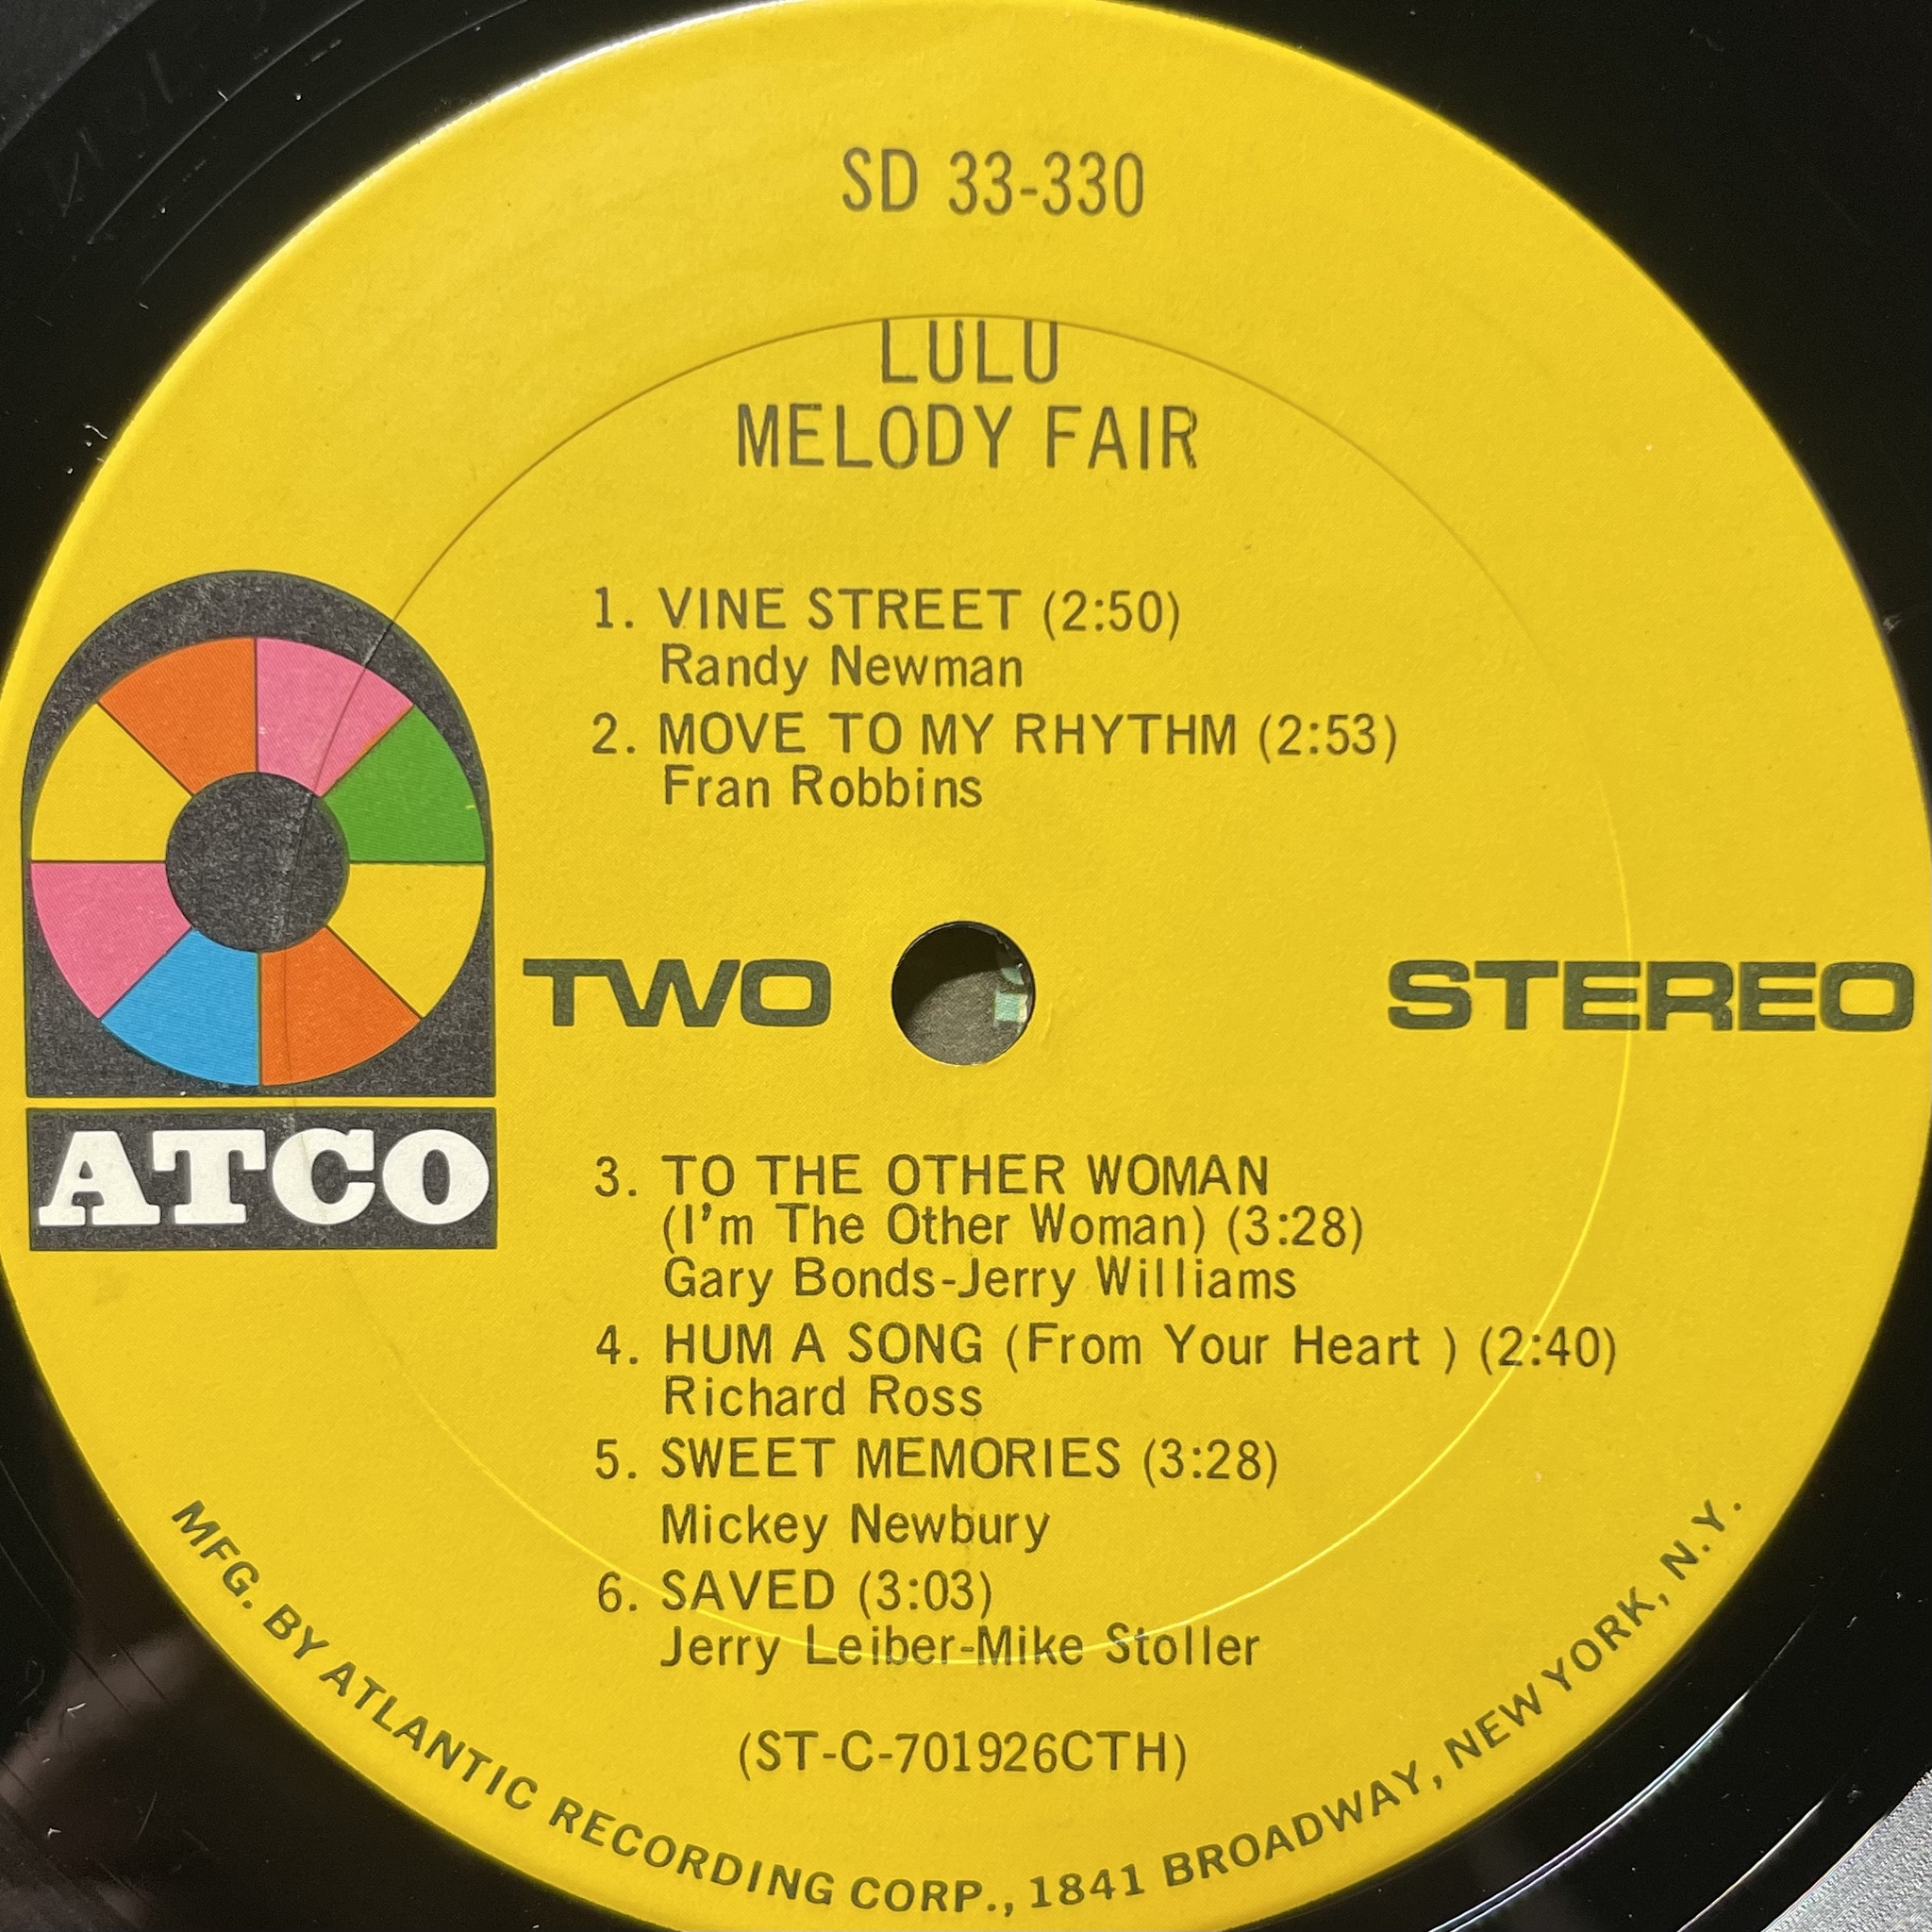 SD 33-330
LULU
MELODY FAIR
1. VINE STREET (2:50)
Randy Newman
2. MOVE TO MY RHYTHM (2:53)
Fran Robbins
TWO
STEREO
ATCO
3. TO THE OTHER WOMAN
(I'm The Other Woman) (3:28)
Gary Bonds-Jerry Williams
4. HUM A SONG (From Your Heart ) (2:40)
Richard Ross
5. SWEET MEMORIES (3:28)
Mickey Newbury
6. SAVED (3:03)
Jerry Leiber-Mike Stoller
(ST-C-701926CTH)
MFG. BY ATLANTIC RECORDING CORP., 1841 BROADWAY, NEW YORK, N.Y.